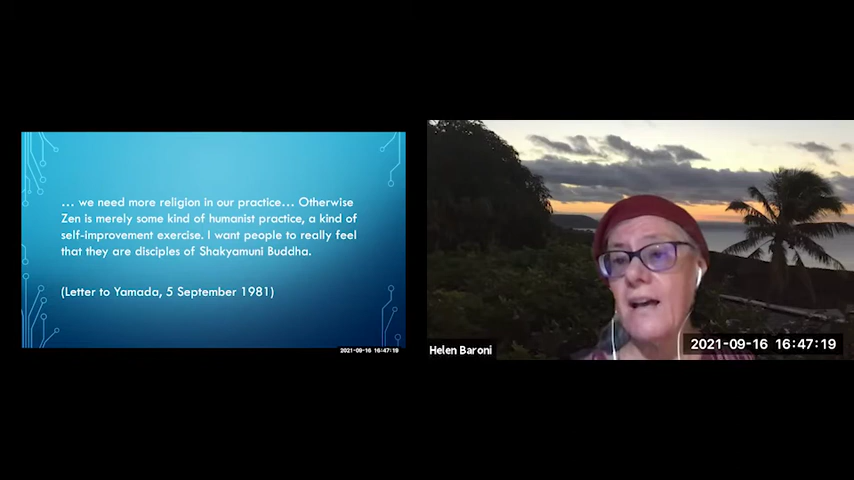 … we need more religion in our practice… Otherwise
Zen is merely some kind of humanist practice, a kind of
self-improvement exercise. I want people to really feel
that they are disciples of Shakyamuni Buddha.
(Letter to Yamada, 5 September 1981)
2021-09-16 16:47:19
Helen Baroni
2021-09-16 16:47:19